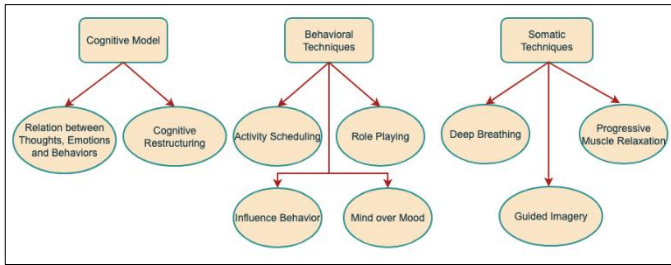 Cognitive Model
Behavioral
Techniques
Somatic
Techniques
Relation between
Thoughts, Emotions
and Behaviors
Cognitive
Restructuring
Activity Scheduling
Role Playing
Deep Breathing
Progressive
Muscle Relaxation
Influence Behavior
Mind over Mood
Guided Imagery